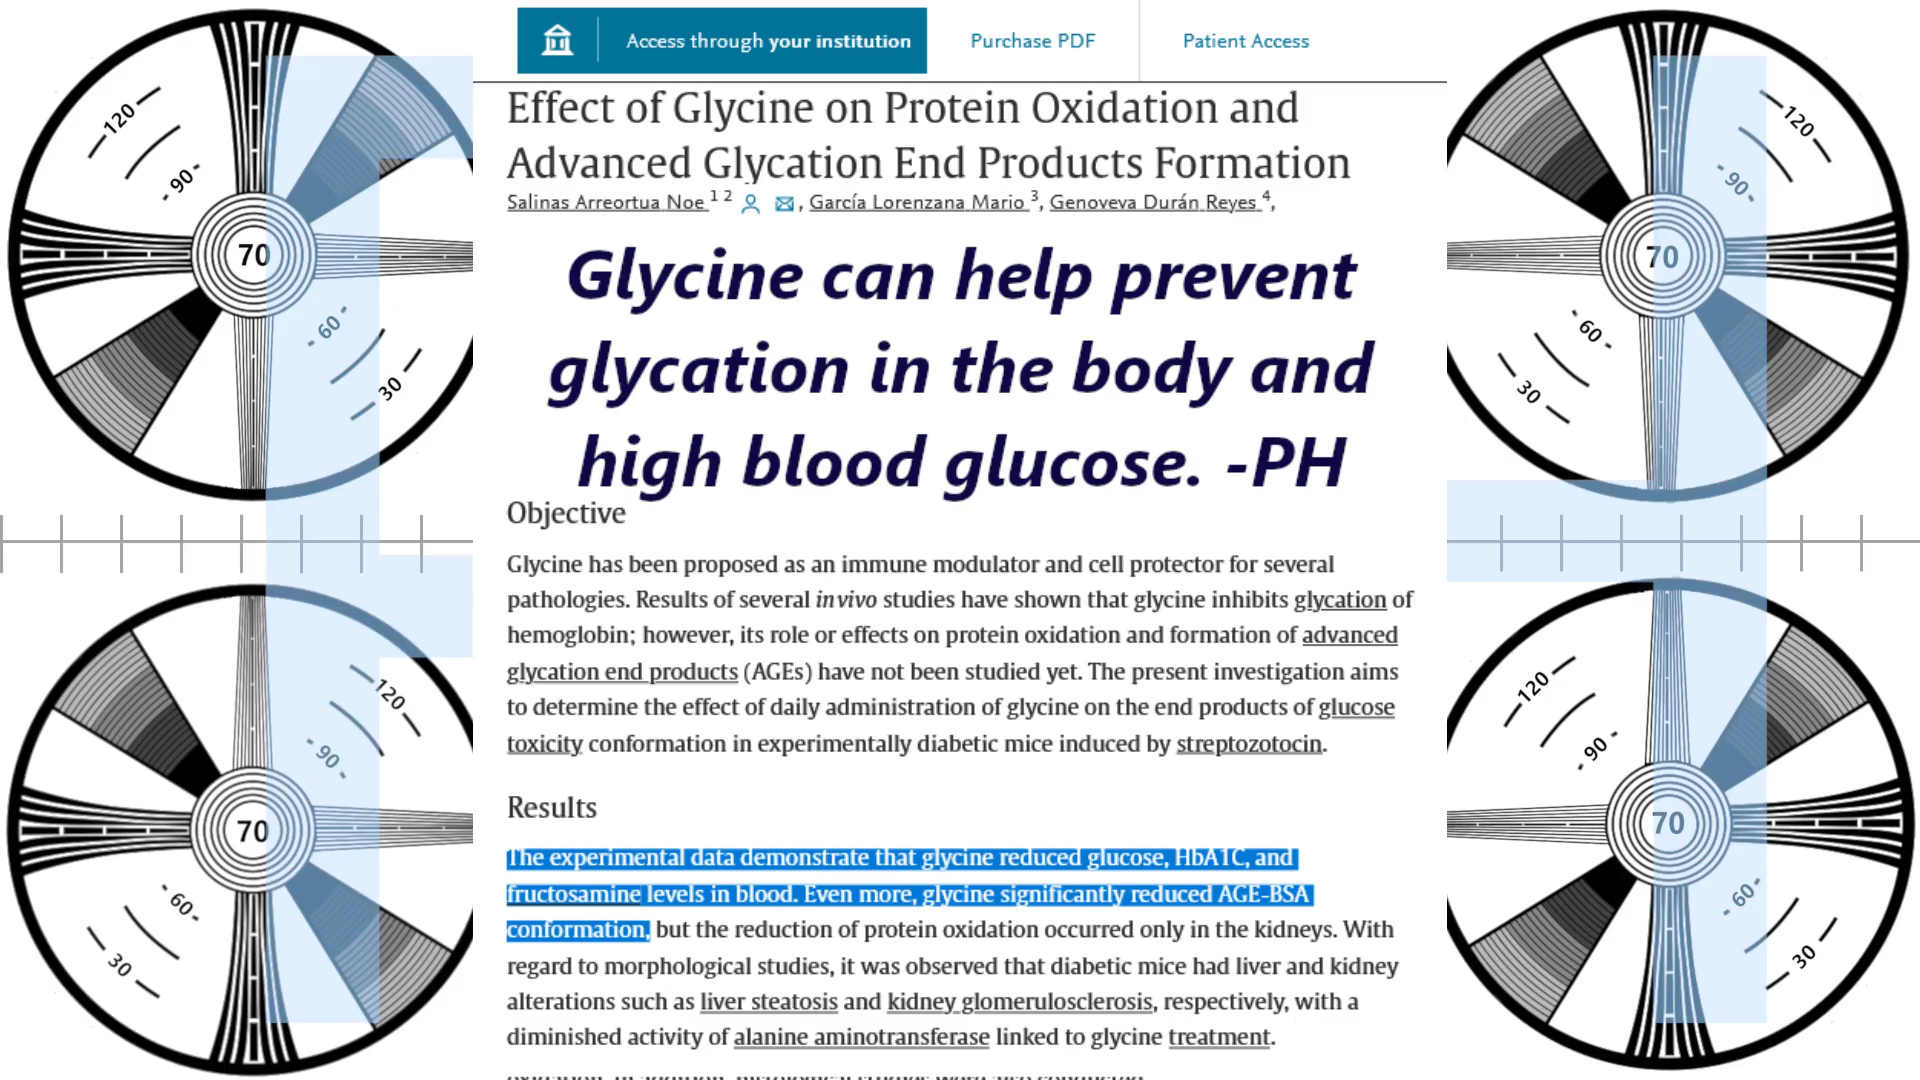 Access through your institution
Purchase PDF
Patient Access
Effect of Glycine on Protein Oxidation and
Advanced Glycation End Products Formation
Salinas Arreortua Noe 1 2 , García Lorenzana Mario 3, Genoveva Durán Reyes 4,
Glycine can help prevent
glycation in the body and
high blood glucose. -PH
Objective
Glycine has been proposed as an immune modulator and cell protector for several
pathologies. Results of several in vivo studies have shown that glycine inhibits glycation of
hemoglobin; however, its role or effects on protein oxidation and formation of advanced
glycation end products (AGEs) have not been studied yet. The present investigation aims
to determine the effect of daily administration of glycine on the end products of glucose
toxicity conformation in experimentally diabetic mice induced by streptozotocin.
Results
The experimental data demonstrate that glycine reduced glucose, HbA1C, and
fructosamine levels in blood. Even more, glycine significantly reduced AGE-BSA
conformation, but the reduction of protein oxidation occurred only in the kidneys. With
regard to morphological studies, it was observed that diabetic mice had liver and kidney
alterations such as liver steatosis and kidney glomerulosclerosis, respectively, with a
diminished activity of alanine aminotransferase linked to glycine treatment.
120
- 90 -
70
- 60 -
30
120
- 90 -
70
- 60 -
30
120
- 90 -
70
- 60 -
30
120
- 90 -
70
- 60 -
30